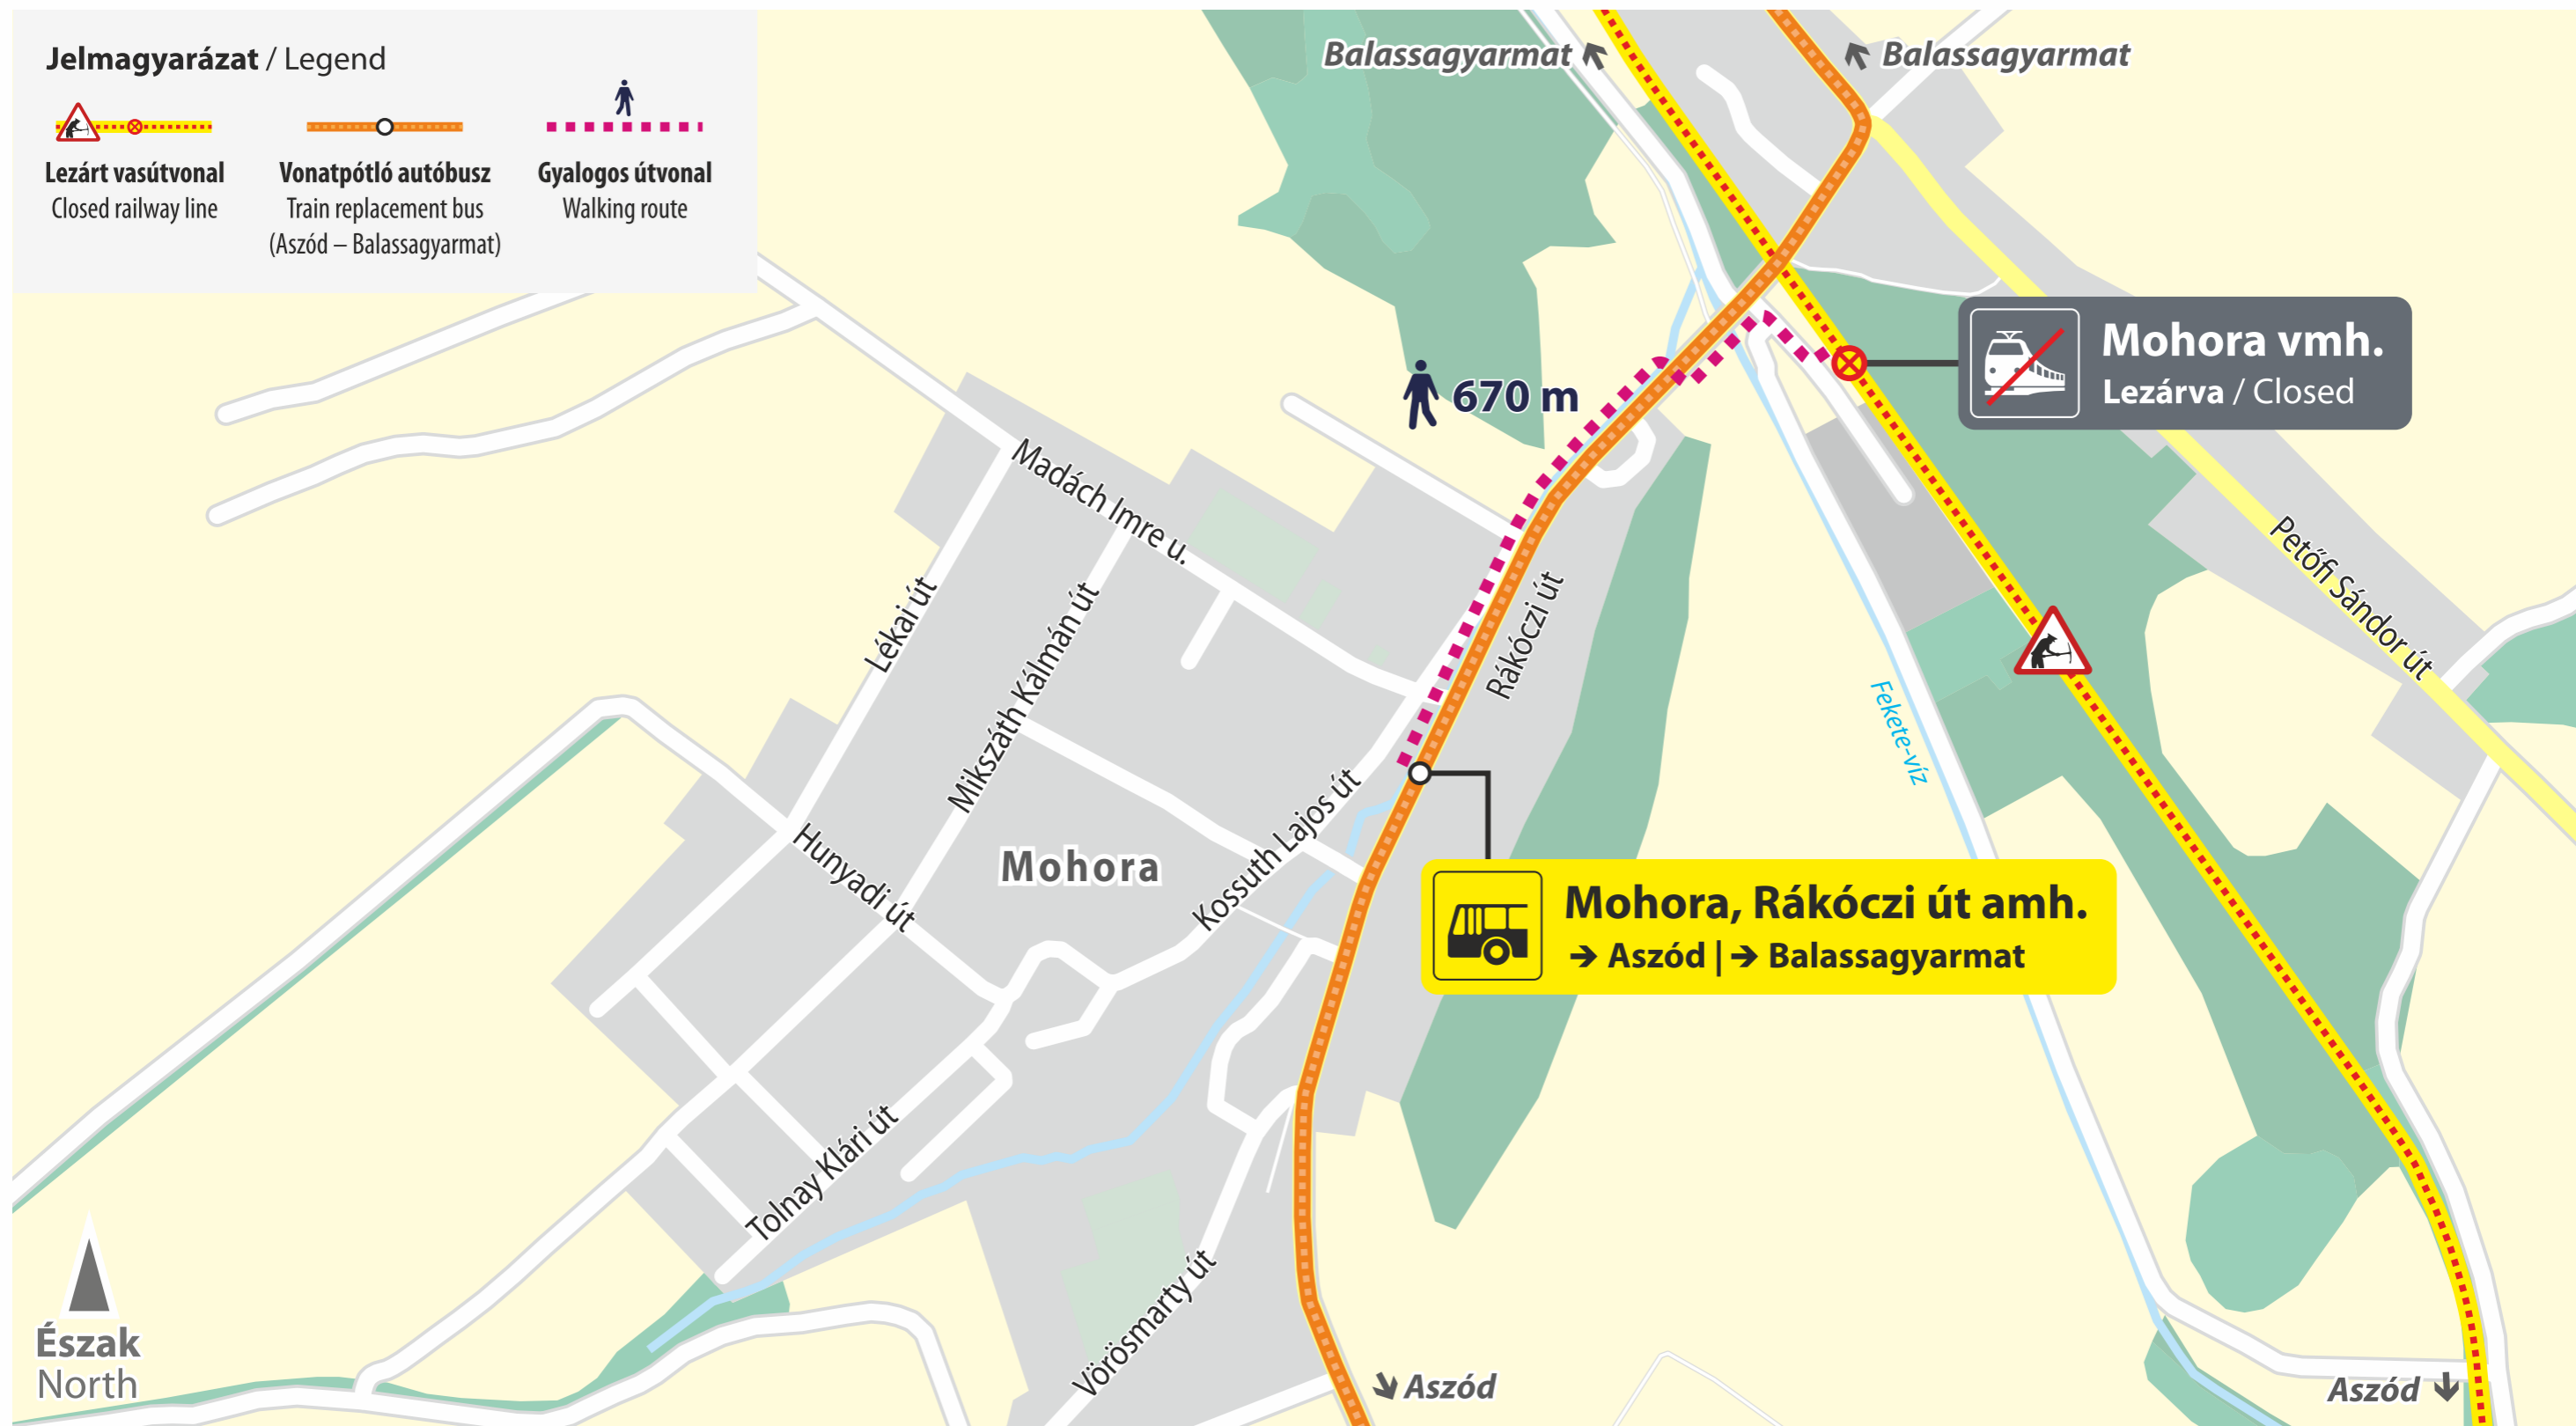 Jelmagyarázat / Legend
Lezárt vasútvonal
Closed railway line
Vonatpótló autóbusz
Train replacement bus
(Aszód – Balassagyarmat)
Gyalogos útvonal
Walking route
Balassagyarmat
Balassagyarmat
Mohora vmh.
Lezárva / Closed
670 m
Madách Imre u.
Lékai út
Mikszáth Kálmán út
Rákóczi út
Petőfi Sándor út
Fekete-víz
Hunyadi út
Mohora
Kossuth Lajos út
Mohora, Rákóczi út amh.
→ Aszód | → Balassagyarmat
Tolnay Klári út
Vörösmarty út
Észak
North
Aszód
Aszód